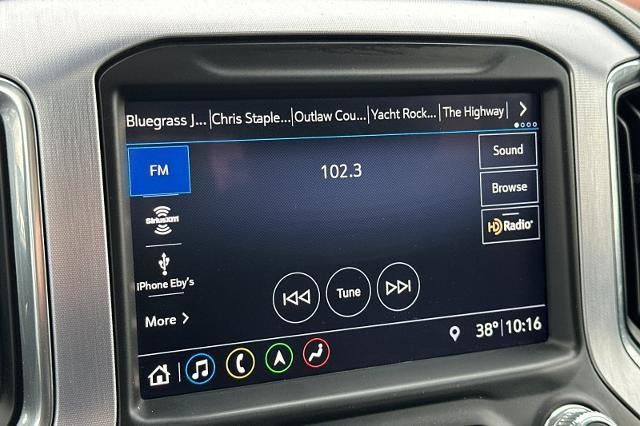 Bluegrass J... Chris Staple... Outlaw Cou... Yacht Rock... The Highway
FM
102.3
Sound
SiriusXM
Browse
HD Radio
iPhone Eby's
Tune
More
38° 10:16